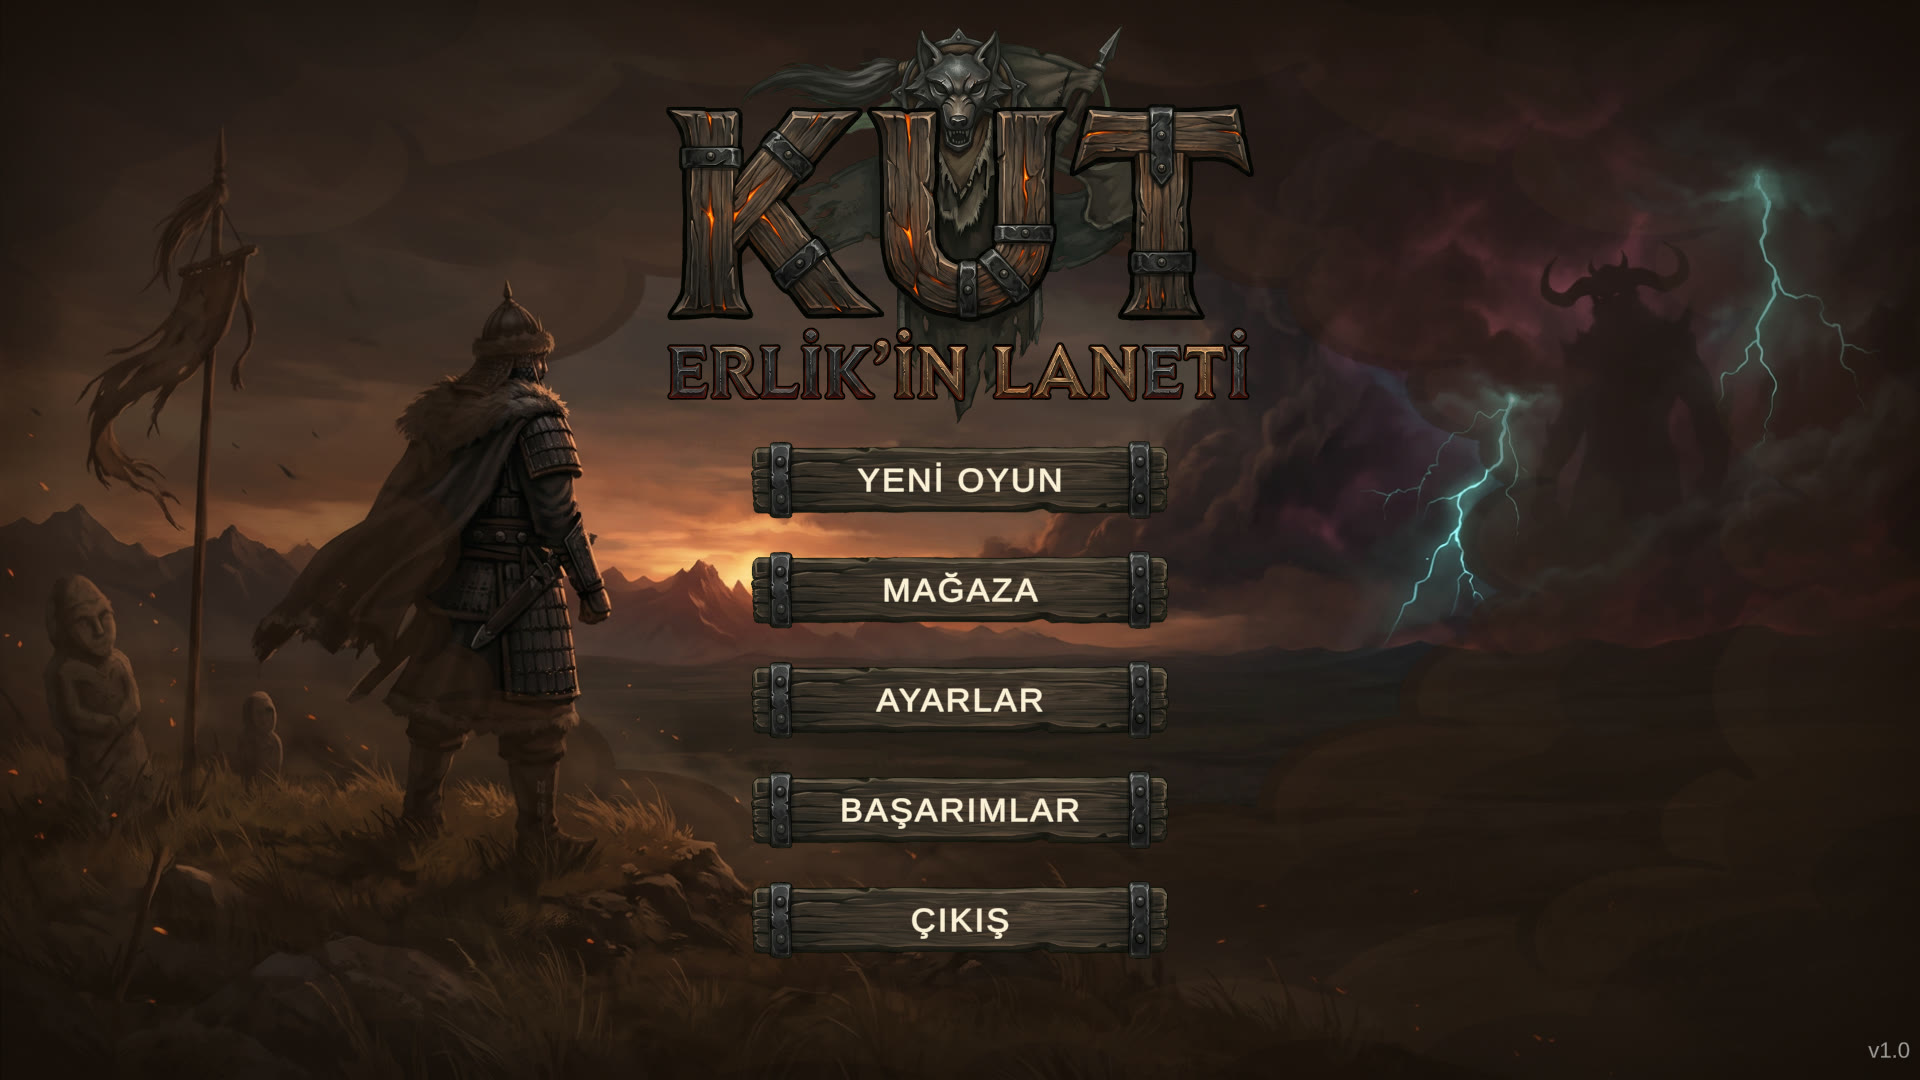 KUT
ERLİK’İN LANETİ
YENİ OYUN
MAĞAZA
AYARLAR
BAŞARIMLAR
ÇIKIŞ
v1.0